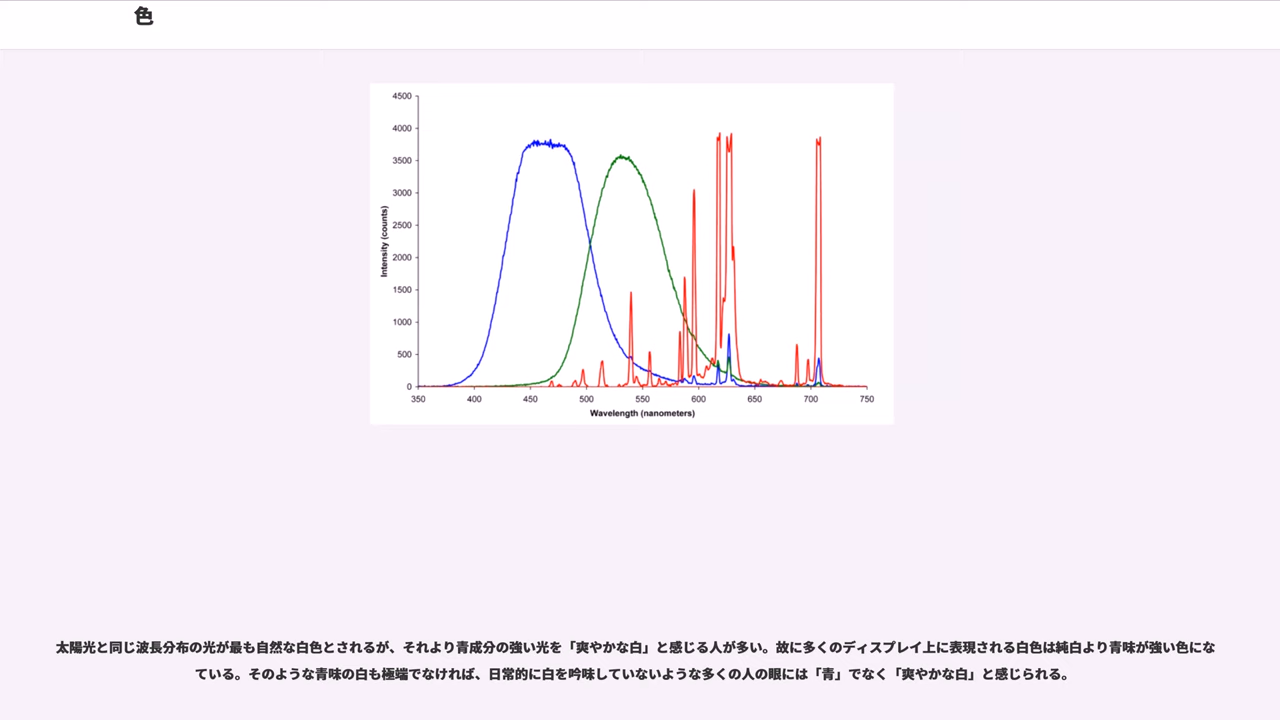 色
4500
4000
3500
3000
2500
2000
1500
1000
500
0
Intensity (counts)
350 400 450 500 550 600 650 700 750
Wavelength (nanometers)
太陽光と同じ波長分布の光が最も自然な白色とされるが、それより青成分の強い光を「爽やかな白」と感じる人が多い。故に多くのディスプレイ上に表現される白色は純白より青味が強い色にな
ている。そのような青味の白も極端でなければ、日常的に白を吟味していないような多くの人の眼には「青」でなく「爽やかな白」と感じられる。